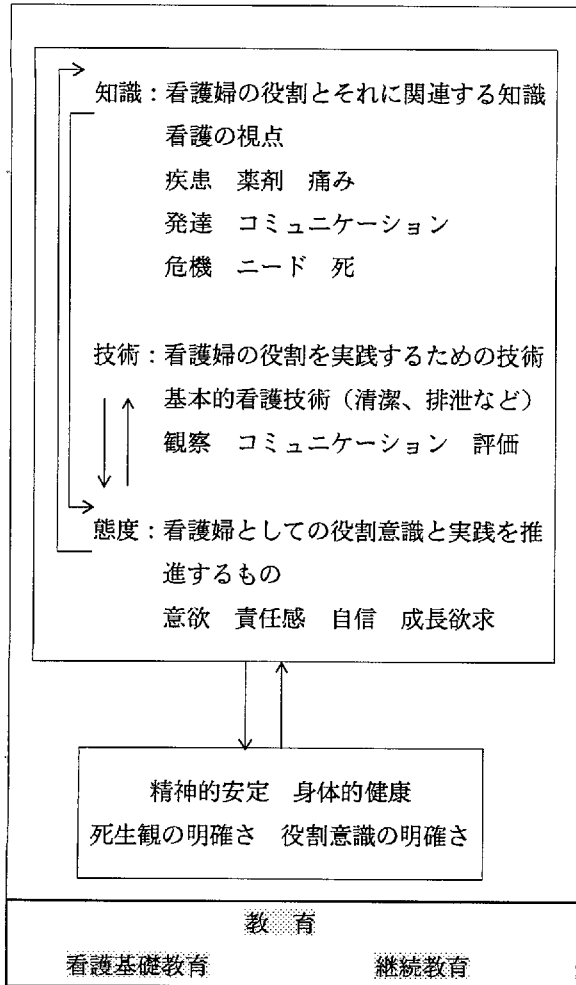 知識：看護婦の役割とそれに関連する知識
看護の視点
疾患　薬剤　痛み
発達　コミュニケーション
危機　ニード　死
技術：看護婦の役割を実践するための技術
基本的看護技術（清潔、排泄など）
観察　コミュニケーション　評価
態度：看護婦としての役割意識と実践を推
進するもの
意欲　責任感　自信　成長欲求
精神的安定　身体的健康
死生観の明確さ　役割意識の明確さ
教　育
看護基礎教育　継続教育